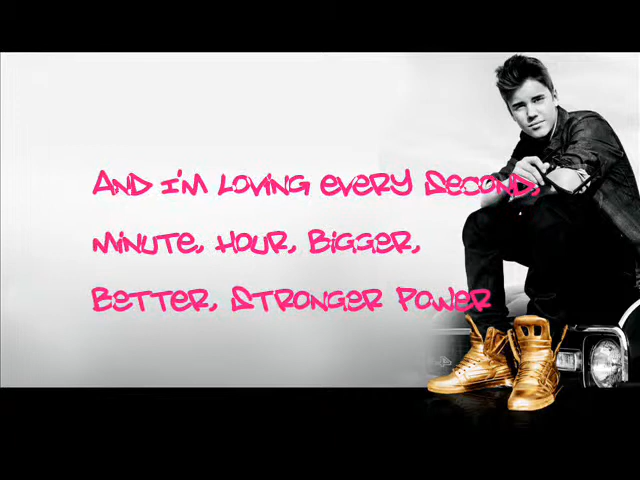 And I'm loving every second,
minute, hour, bigger,
better, stronger power